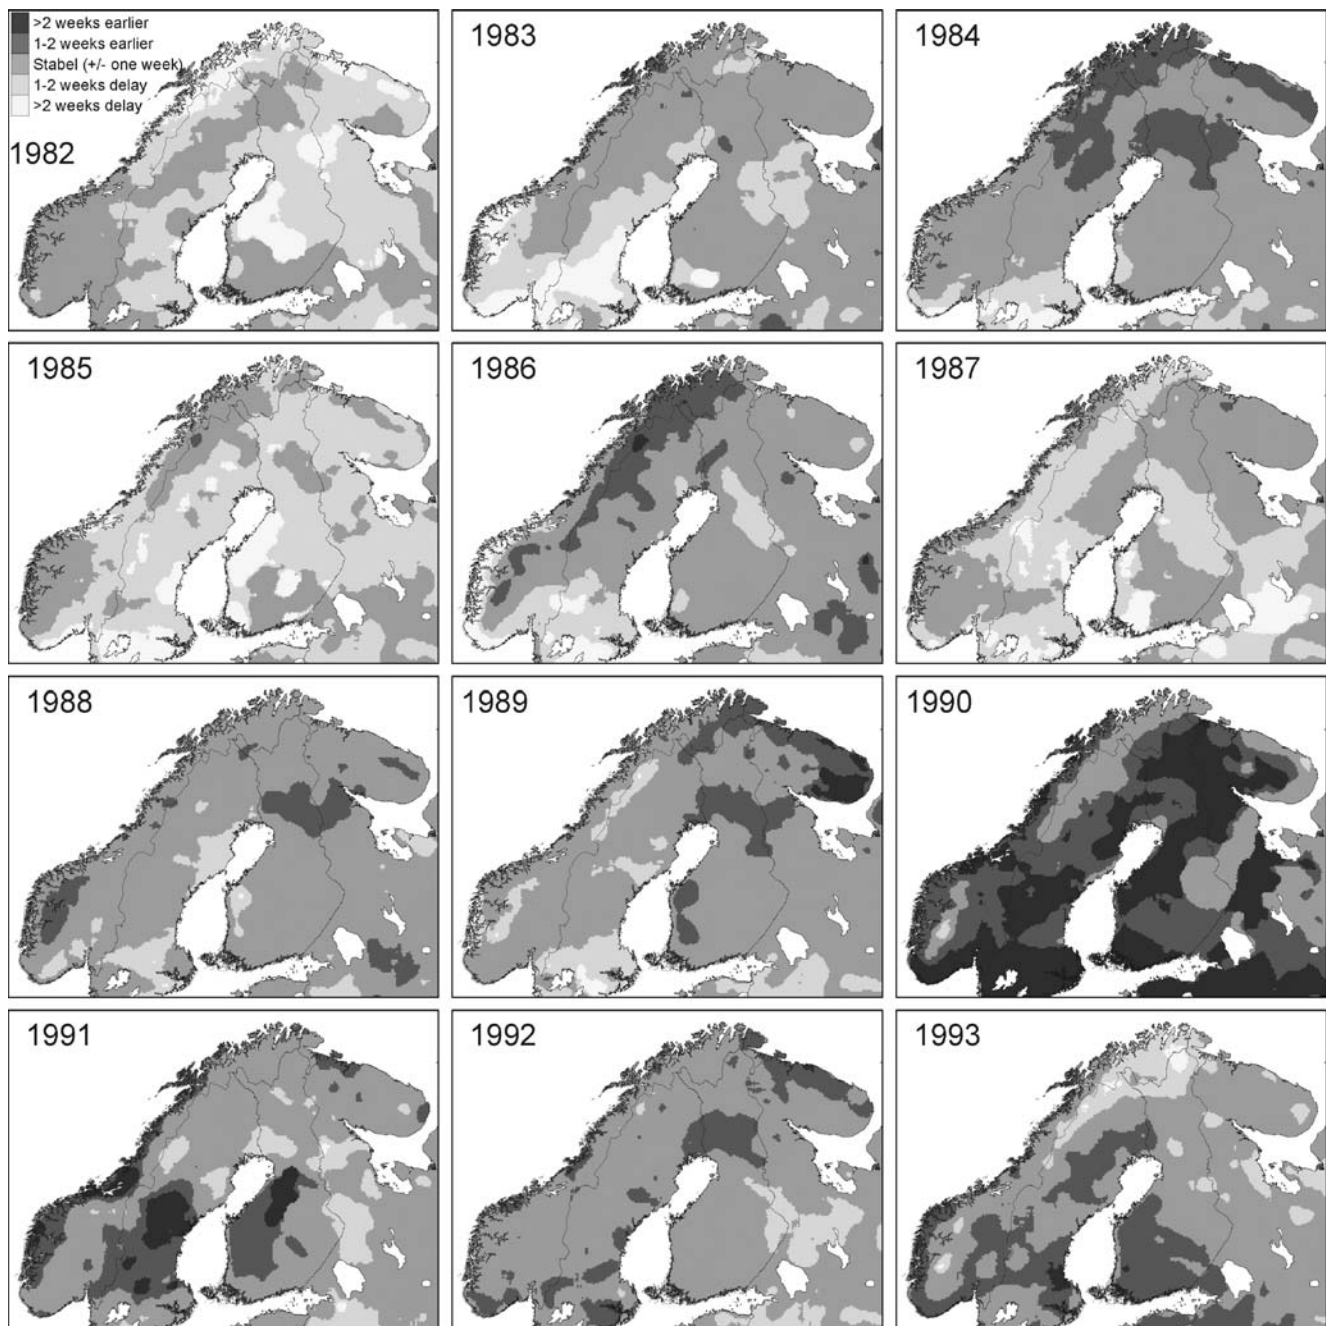 >2 weeks earlier
1-2 weeks earlier
Stabel (+/- one week)
1-2 weeks delay
>2 weeks delay
1982
1983
1984
1985
1986
1987
1988
1989
1990
1991
1992
1993